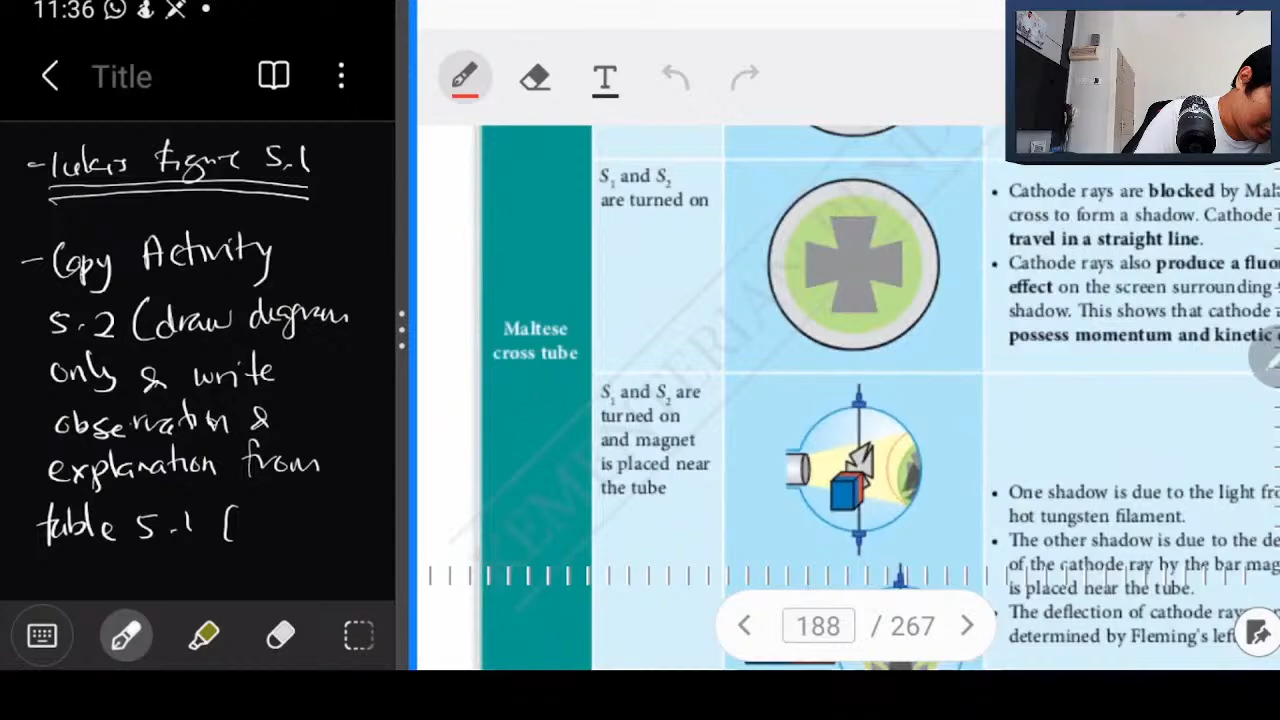 11:36
Title
- lukis figure 5.1
- Copy Activity
5.2 (draw diagram
only & write
observation &
explanation from
table 5.1 (
S1 and S2
are turned on
Cathode rays are blocked by Mal
cross to form a shadow. Cathode
travel in a straight line.
Cathode rays also produce a fluo
effect on the screen surrounding
shadow. This shows that cathode
possess momentum and kinetic
Maltese
cross tube
S1 and S2 are
turned on
and magnet
is placed near
the tube
One shadow is due to the light fro
hot tungsten filament.
The other shadow is due to the de
of the cathode ray by the bar mag
is placed near the tube.
The deflection of cathode ray
determined by Fleming's left
188 / 267